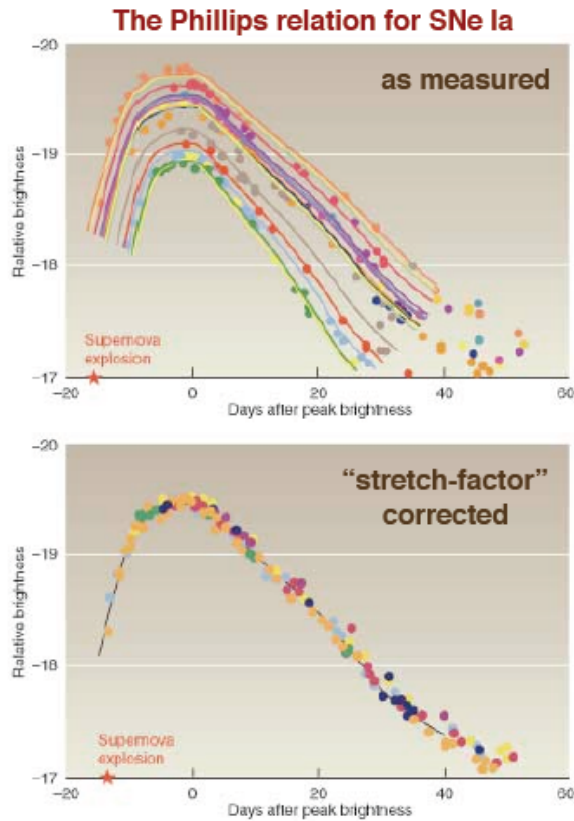 The Phillips relation for SNe Ia
as measured
Relative brightness
−20
−19
−18
−17
Supernova
explosion
−20
0
20
40
60
Days after peak brightness
"stretch-factor"
corrected
Relative brightness
−20
−19
−18
−17
Supernova
explosion
−20
0
20
40
60
Days after peak brightness